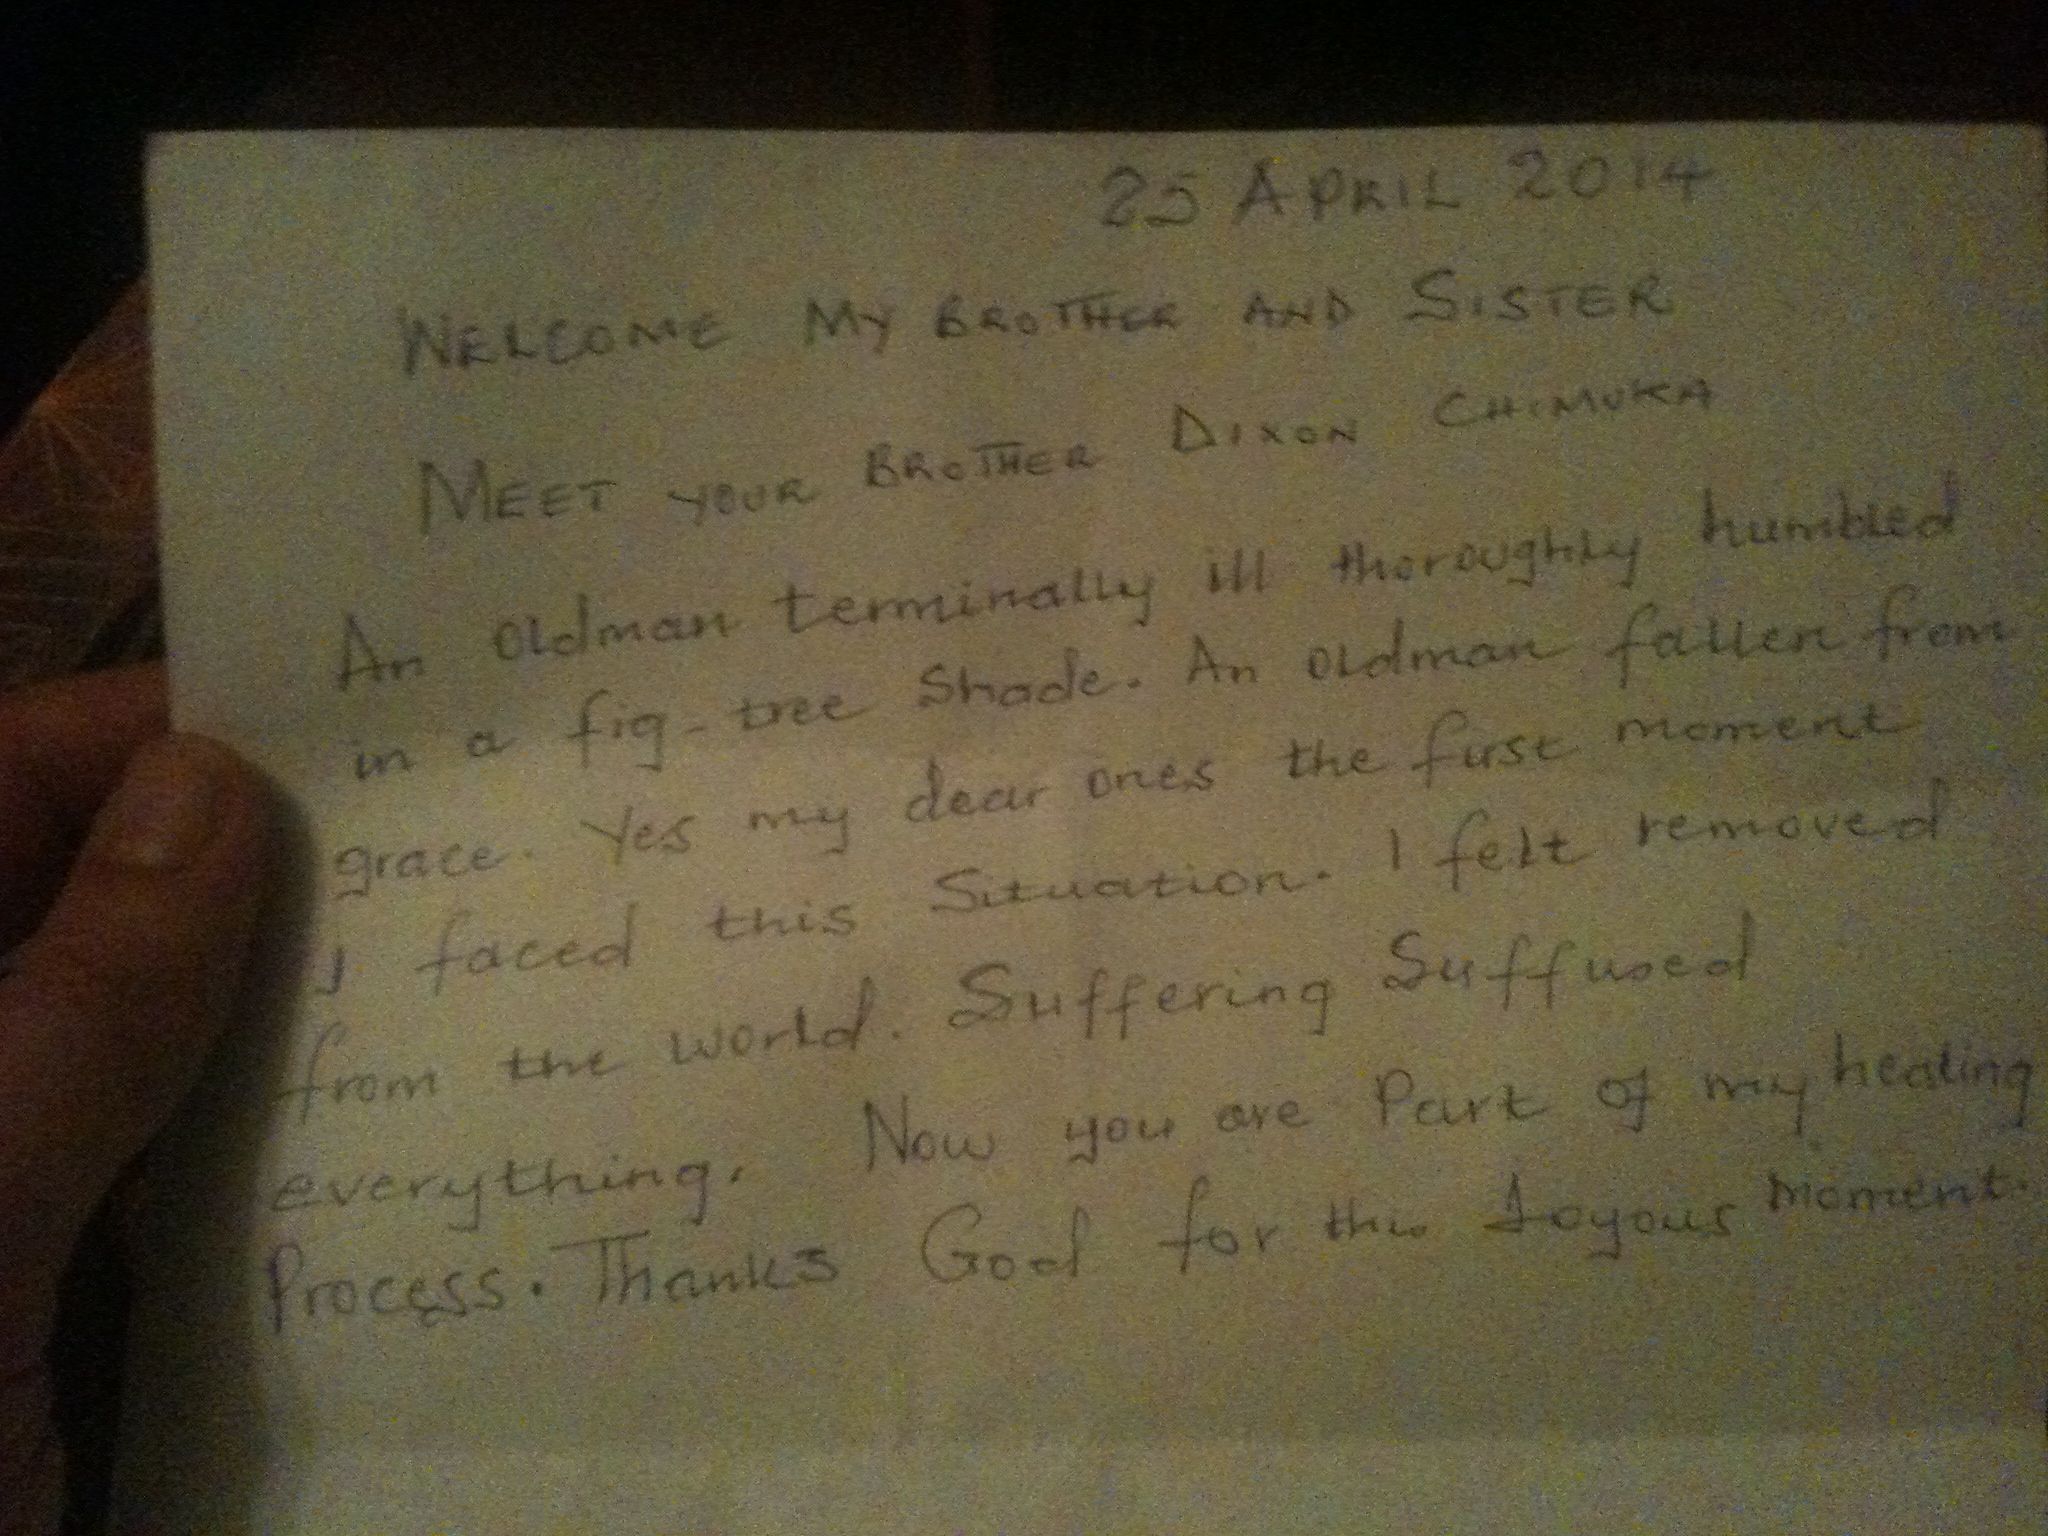 25 APRIL 2014
WELCOME MY BROTHER AND SISTER
MEET YOUR BROTHER DIXON CHIMUKA
An oldman terminally ill thoroughly humbled
in a fig-tree Shade. An oldman fallen from
grace. Yes my dear ones the first moment
I faced this Situation. I felt removed
from the world. Suffering Suffused
everything. Now you are Part of my healing
Process. Thanks God for this Joyous moment.